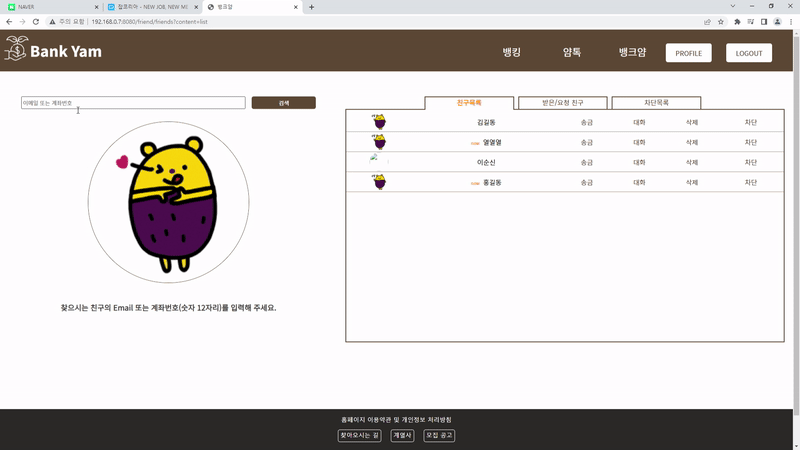 NAVER
잡코리아 - NEW JOB, NEW ME
뱅크얌
주의 요함
192.168.0.7:8080/friend/friends?content=list
Bank Yam
뱅킹
얌톡
뱅크얌
PROFILE
LOGOUT
이메일 또는 계좌번호
검색
친구목록
받은/요청 친구
차단목록
김길동 송금 대화 삭제 차단
열열열 송금 대화 삭제 차단
이순신 송금 대화 삭제 차단
홍길동 송금 대화 삭제 차단
찾으시는 친구의 Email 또는 계좌번호(숫자 12자리)를 입력해 주세요.
홈페이지 이용약관 및 개인정보 처리방침
찾아오시는 길
계열사
모집 공고